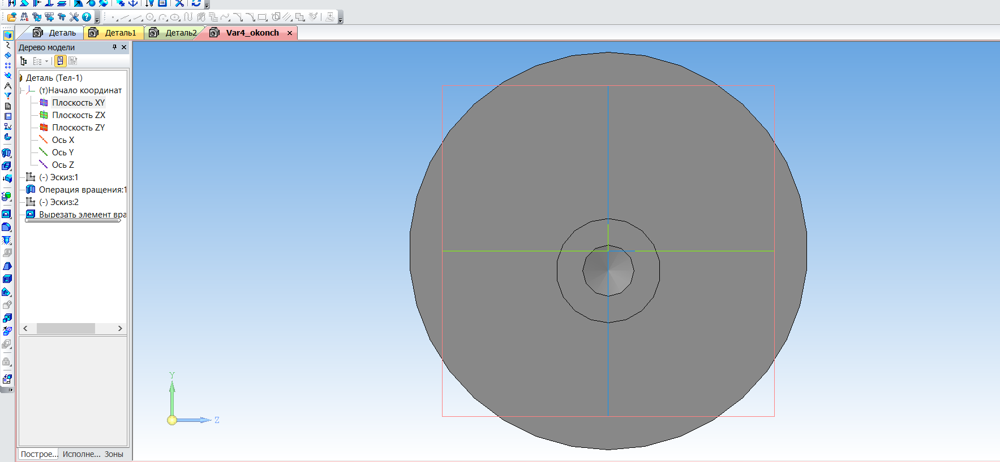 Деталь
Деталь1
Деталь2
Var4_okonch
Дерево модели
Деталь (Тел-1)
(т)Начало координат
Плоскость XY
Плоскость ZX
Плоскость ZY
Ось X
Ось Y
Ось Z
(-) Эскиз:1
Операция вращения:1
(-) Эскиз:2
Вырезать элемент вра
Y
Z
Построе...
Исполне...
Зоны